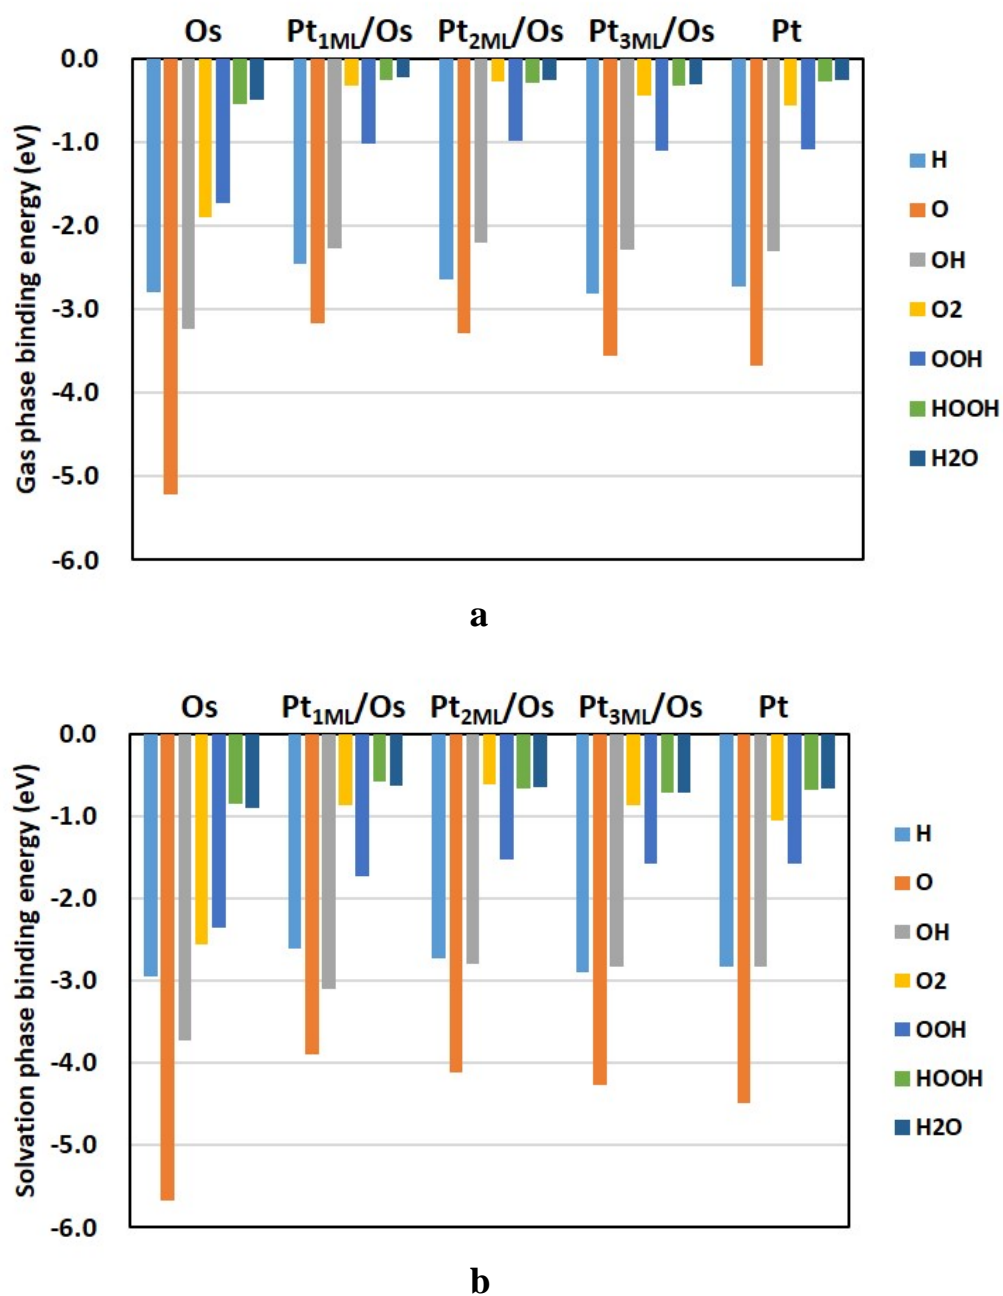 Os Pt1ML/Os Pt2ML/Os Pt3ML/Os Pt
Gas phase binding energy (eV)
0.0
-1.0
-2.0
-3.0
-4.0
-5.0
-6.0
H
O
OH
O2
OOH
HOOH
H2O
a
Os Pt1ML/Os Pt2ML/Os Pt3ML/Os Pt
Solvation phase binding energy (eV)
0.0
-1.0
-2.0
-3.0
-4.0
-5.0
-6.0
H
O
OH
O2
OOH
HOOH
H2O
b